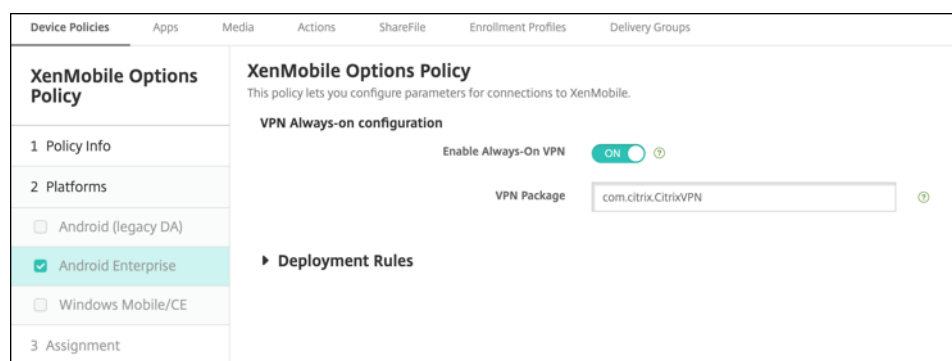 Device Policies Apps Media Actions ShareFile Enrollment Profiles Delivery Groups
XenMobile Options
Policy
1 Policy Info
2 Platforms
Android (legacy DA)
Android Enterprise
Windows Mobile/CE
3 Assignment
XenMobile Options Policy
This policy lets you configure parameters for connections to XenMobile.
VPN Always-on configuration
Enable Always-On VPN ON ?
VPN Package com.citrix.CitrixVPN ?
Deployment Rules